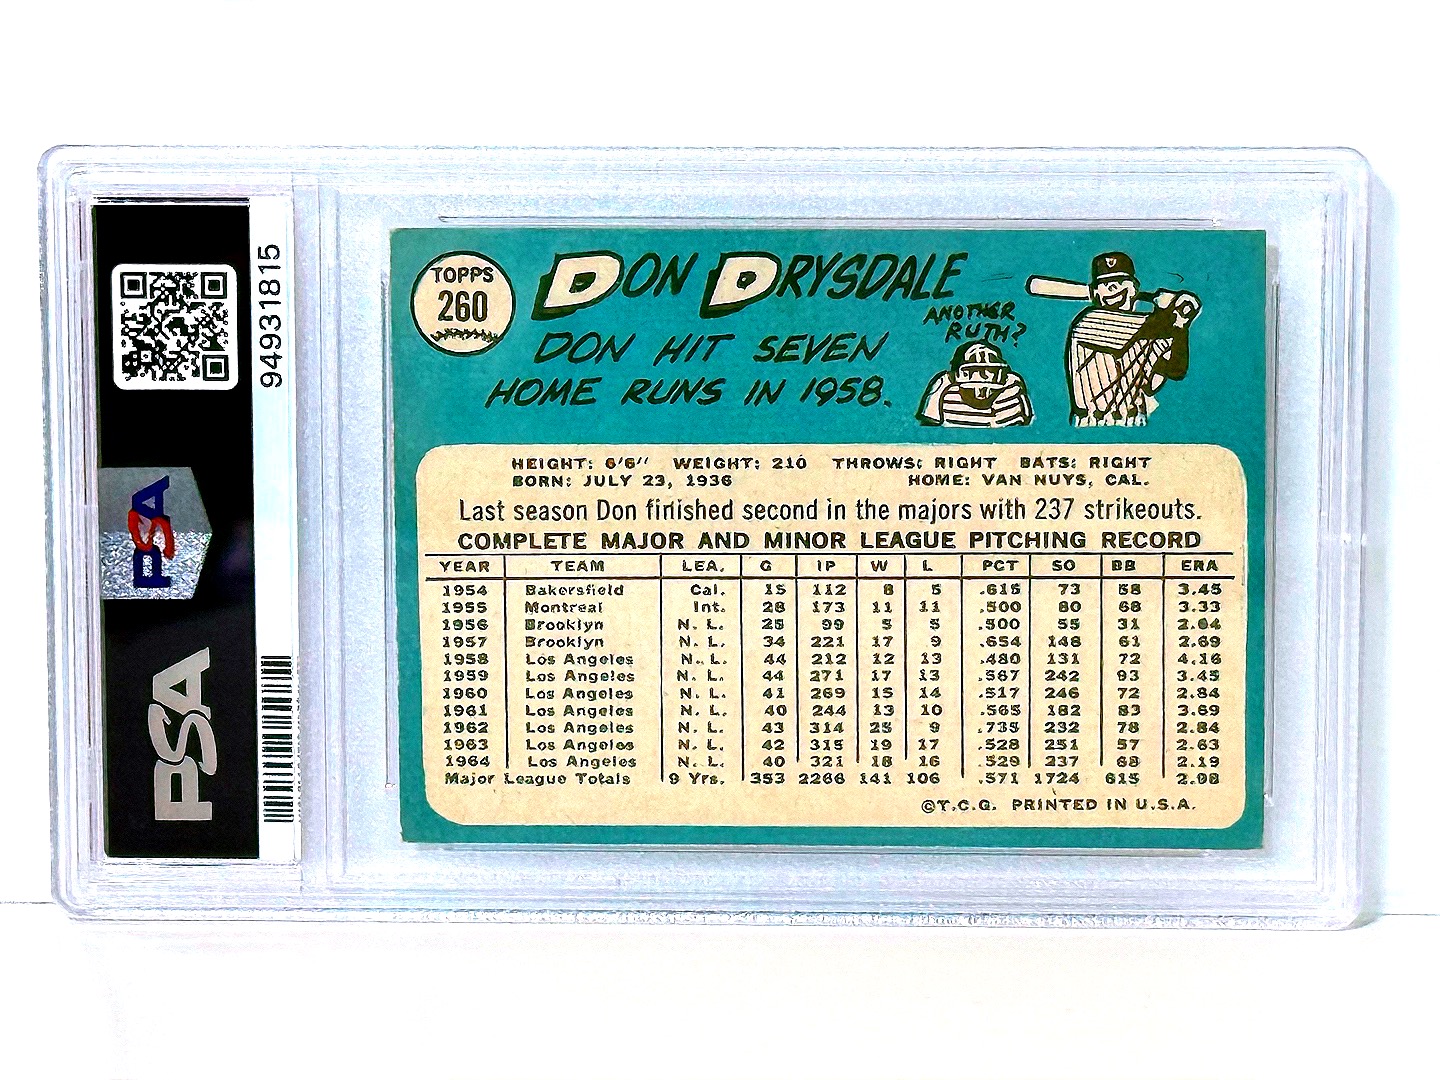 94931815
PSA
PSA
TOPPS
260
DON DRYSDALE
DON HIT SEVEN
HOME RUNS IN 1958.
ANOTHER
RUTH?
HEIGHT: 6'6" WEIGHT: 210 THROWS: RIGHT BATS: RIGHT
BORN: JULY 23, 1936 HOME: VAN NUYS, CAL.
Last season Don finished second in the majors with 237 strikeouts.
COMPLETE MAJOR AND MINOR LEAGUE PITCHING RECORD
YEAR TEAM LEA. G IP W L PCT SO BB ERA
1954 Bakersfield Cal. 15 112 8 5 .615 73 58 3.45
1955 Montreal Int. 28 173 11 11 .500 80 68 3.33
1956 Brooklyn N. L. 25 99 5 5 .500 55 31 2.64
1957 Brooklyn N. L. 34 221 17 9 .654 148 61 2.69
1958 Los Angeles N. L. 44 212 12 13 .480 131 72 4.16
1959 Los Angeles N. L. 44 271 17 13 .567 242 93 3.45
1960 Los Angeles N. L. 41 269 15 14 .517 246 72 2.84
1961 Los Angeles N. L. 40 244 13 10 .565 182 83 3.69
1962 Los Angeles N. L. 43 314 25 9 .735 232 78 2.84
1963 Los Angeles N. L. 42 315 19 17 .528 251 57 2.63
1964 Los Angeles N. L. 40 321 18 16 .529 237 68 2.19
Major League Totals 9 Yrs. 353 2266 141 106 .571 1724 615 2.98
©T.C.G. PRINTED IN U.S.A.